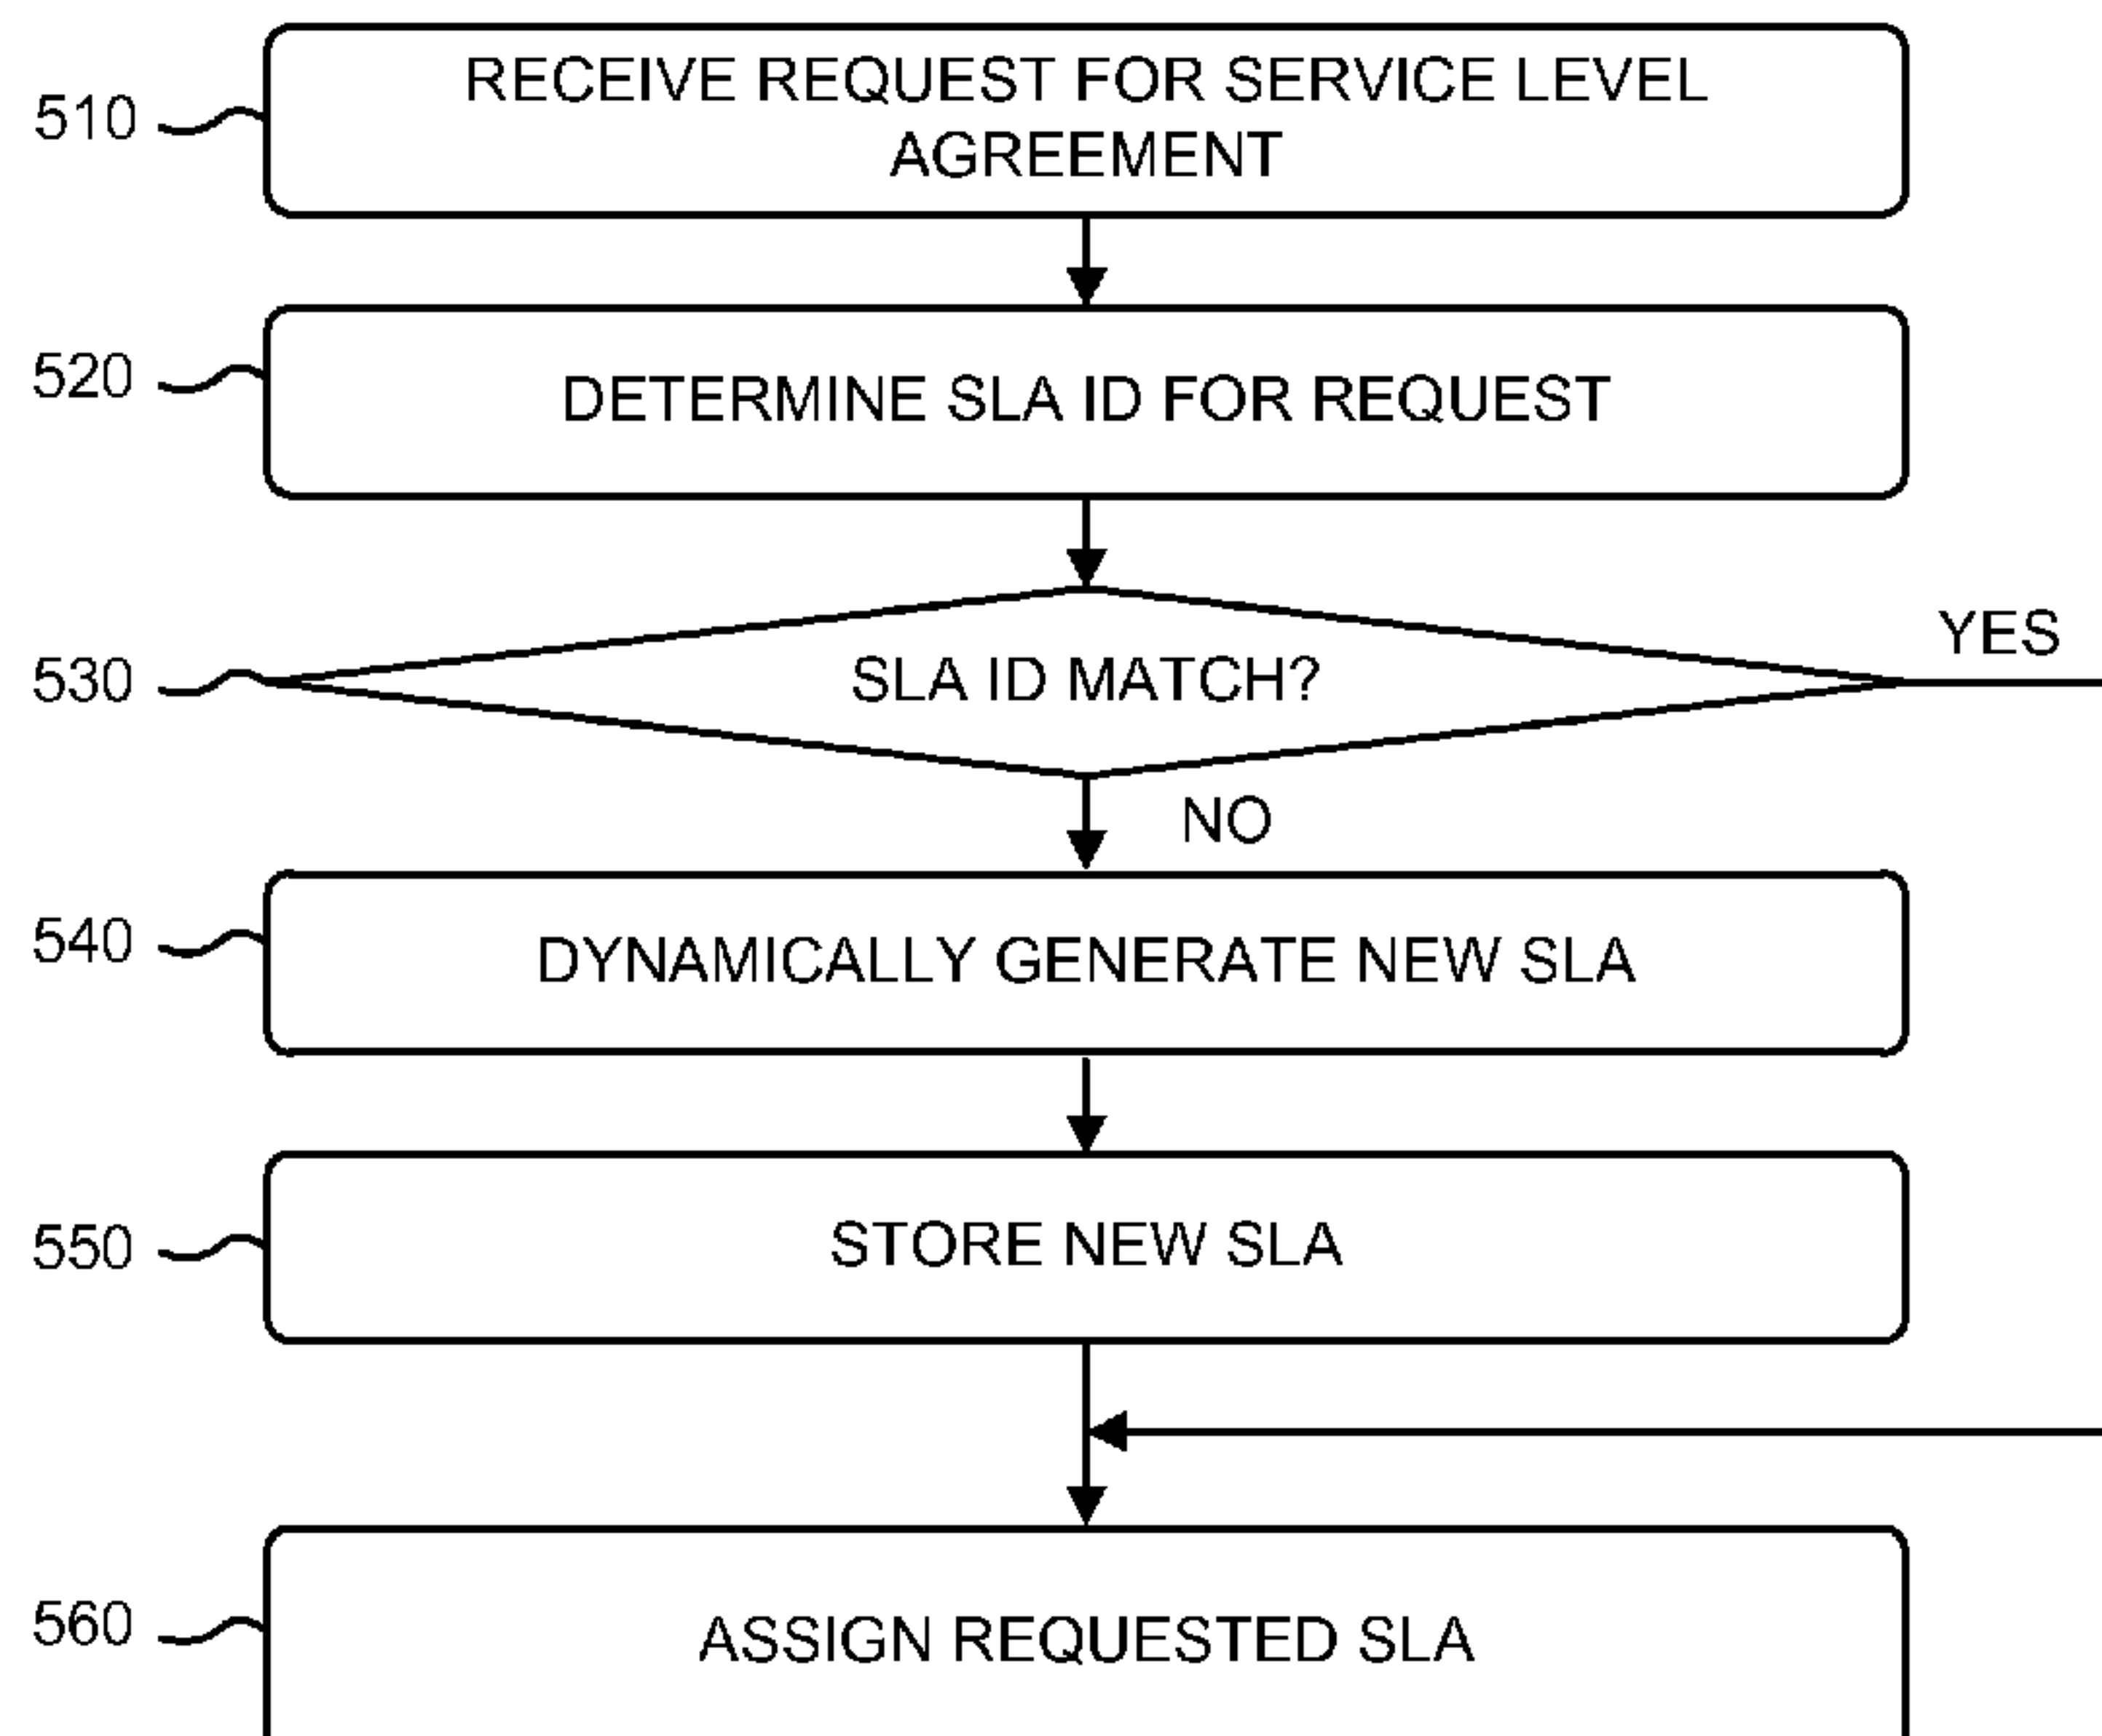 510
RECEIVE REQUEST FOR SERVICE LEVEL
AGREEMENT
520
DETERMINE SLA ID FOR REQUEST
530
SLA ID MATCH?
YES
NO
540
DYNAMICALLY GENERATE NEW SLA
550
STORE NEW SLA
560
ASSIGN REQUESTED SLA